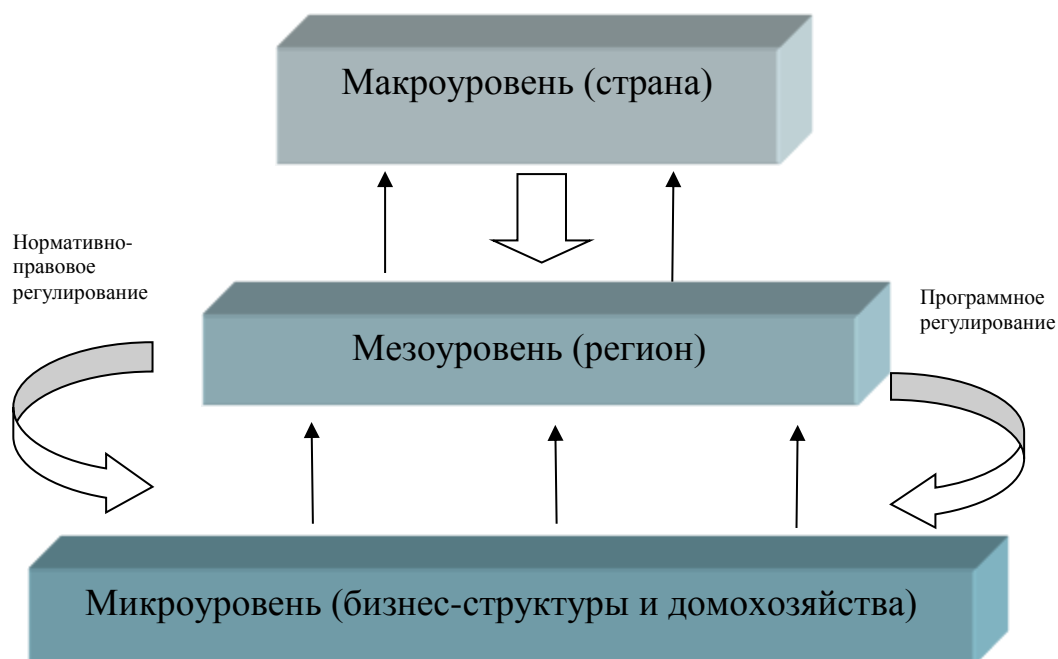 Макроуровень (страна)
Нормативно-
правовое
регулирование
Программное
регулирование
Мезоуровень (регион)
Микроуровень (бизнес-структуры и домохозяйства)